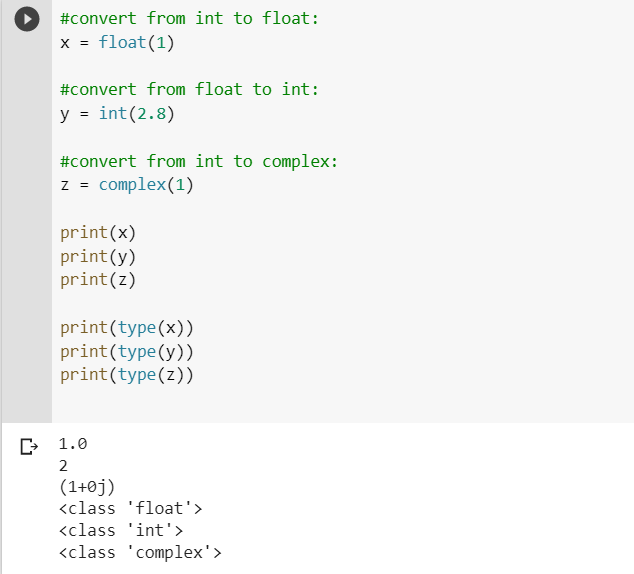 #convert from int to float:
x = float(1)
#convert from float to int:
y = int(2.8)
#convert from int to complex:
z = complex(1)
print(x)
print(y)
print(z)
print(type(x))
print(type(y))
print(type(z))
1.0
2
(1+0j)
<class 'float'>
<class 'int'>
<class 'complex'>